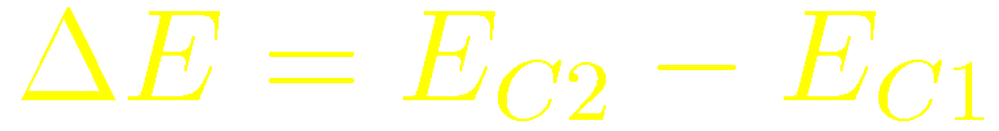 ΔE = E_{C2} − E_{C1}